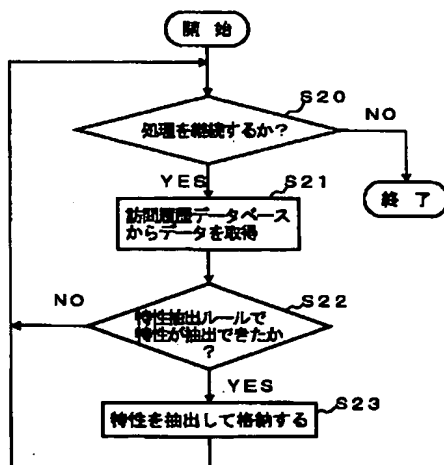 開 始
S20
処理を継続するか?
NO
YES
終 了
S21
訪問履歴データベース
からデータを取得
S22
NO
特性抽出ルールで
特性が抽出できたか
?
YES
S23
特性を抽出して格納する